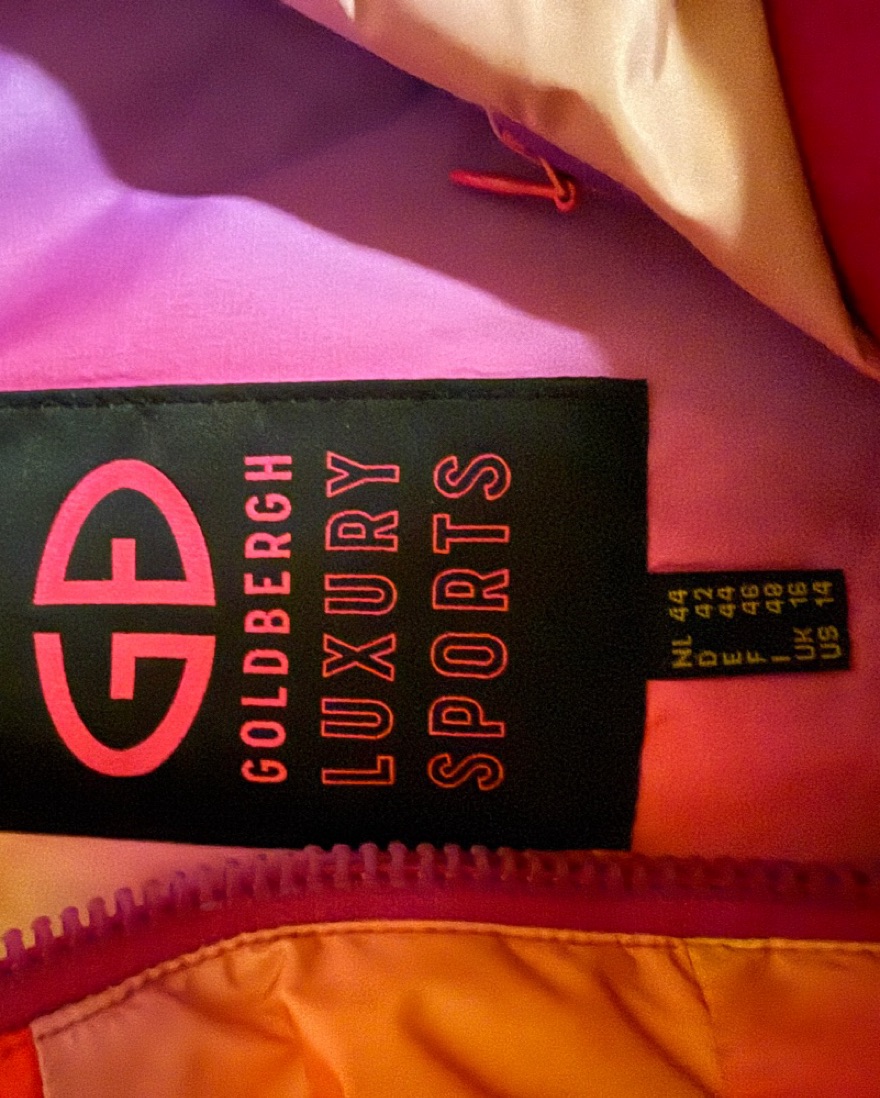 GOLDBERGH
LUXURY
SPORTS
NL 44
D 42
E 44
F 46
I 48
UK 16
US 14